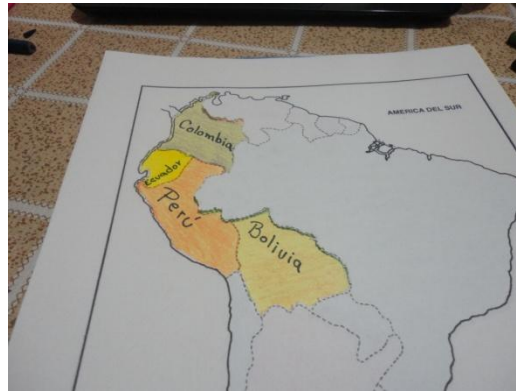 AMERICA DEL SUR
Colombia
Ecuador
Perú
Bolivia